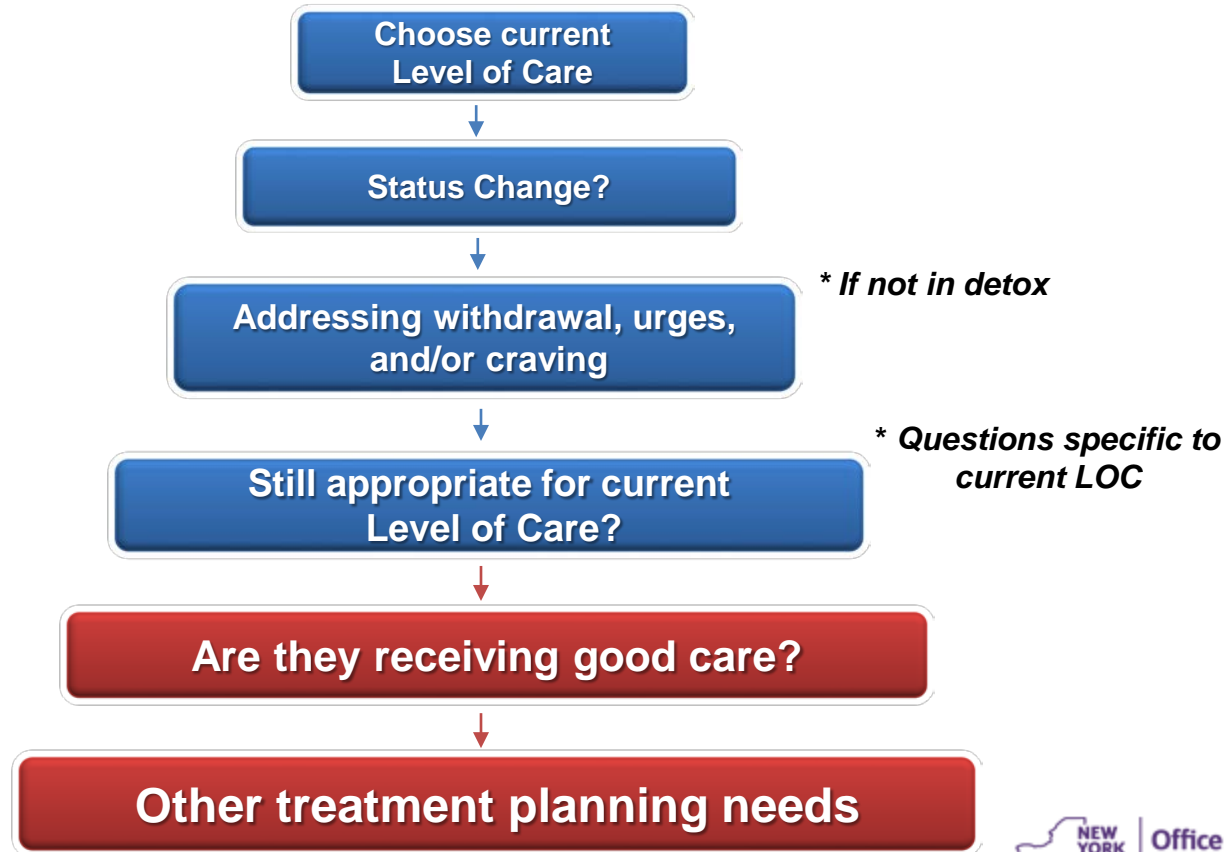 Choose current
Level of Care
Status Change?
* If not in detox
Addressing withdrawal, urges,
and/or craving
* Questions specific to
current LOC
Still appropriate for current
Level of Care?
Are they receiving good care?
Other treatment planning needs
NEW
YORK
Office